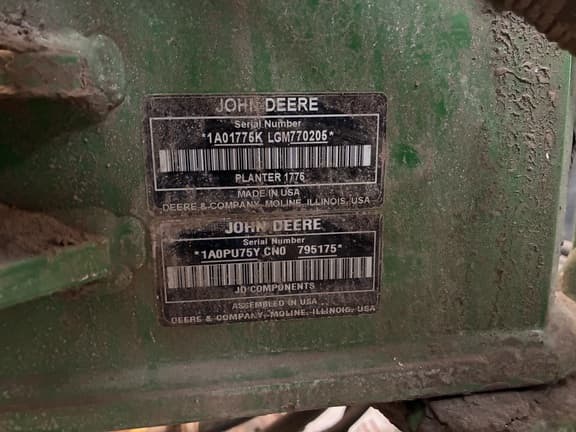 JOHN DEERE
Serial Number
*1A01775K LGM770205*
PLANTER 1775
MADE IN USA
DEERE & COMPANY, MOLINE, ILLINOIS, USA
JOHN DEERE
Serial Number
*1A0PU75Y CN0 795175*
JD COMPONENTS
ASSEMBLED IN USA
DEERE & COMPANY, MOLINE, ILLINOIS, USA